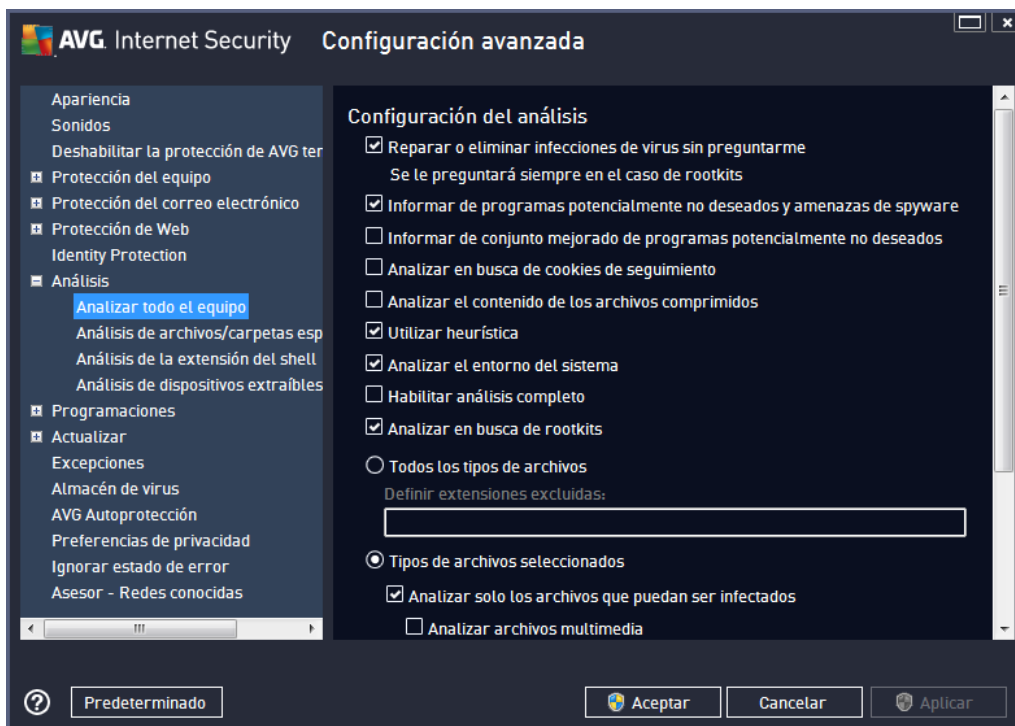 AVG. Internet Security
Configuración avanzada
Apariencia
Sonidos
Deshabilitar la protección de AVG ter
Protección del equipo
Protección del correo electrónico
Protección de Web
Identity Protection
Análisis
Analizar todo el equipo
Análisis de archivos/carpetas esp
Análisis de la extensión del shell
Análisis de dispositivos extraíbles
Programaciones
Actualizar
Excepciones
Almacén de virus
AVG Autoprotección
Preferencias de privacidad
Ignorar estado de error
Asesor - Redes conocidas
Configuración del análisis
Reparar o eliminar infecciones de virus sin preguntarme
Se le preguntará siempre en el caso de rootkits
Informar de programas potencialmente no deseados y amenazas de spyware
Informar de conjunto mejorado de programas potencialmente no deseados
Analizar en busca de cookies de seguimiento
Analizar el contenido de los archivos comprimidos
Utilizar heurística
Analizar el entorno del sistema
Habilitar análisis completo
Analizar en busca de rootkits
Todos los tipos de archivos
Definir extensiones excluidas:
Tipos de archivos seleccionados
Analizar solo los archivos que puedan ser infectados
Analizar archivos multimedia
Predeterminado
Aceptar
Cancelar
Aplicar